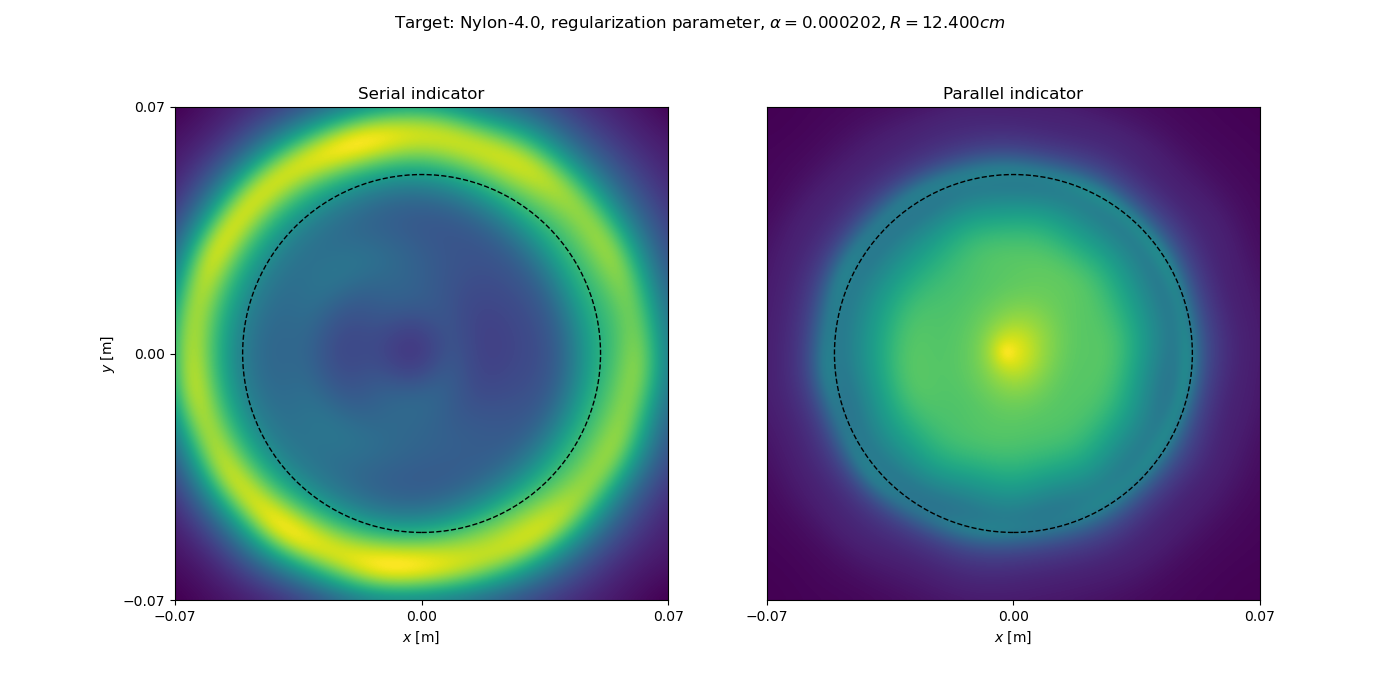 Target: Nylon-4.0, regularization parameter, α = 0.000202, R = 12.400cm
Serial indicator
Parallel indicator
0.07
0.00
−0.07
y [m]
−0.07
0.00
0.07
−0.07
0.00
0.07
x [m]
x [m]